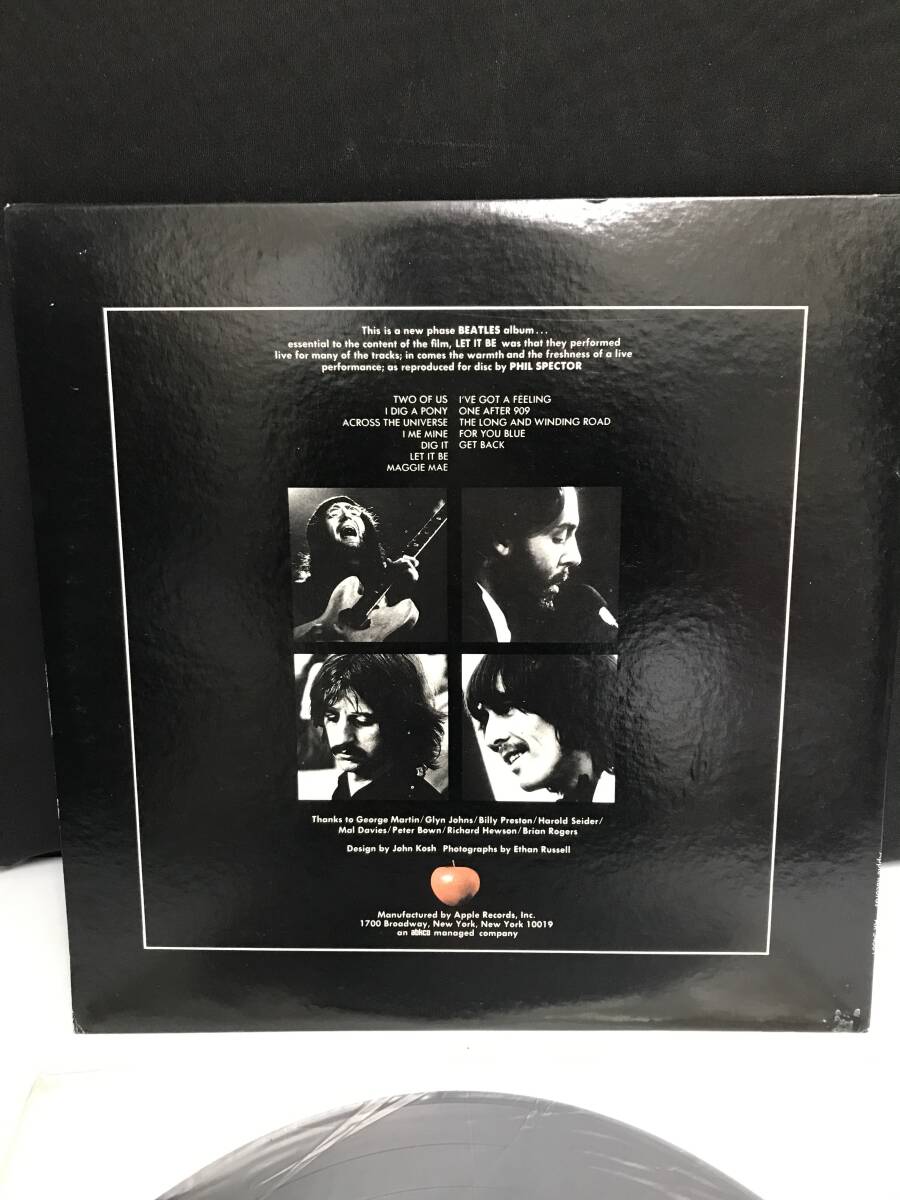 This is a new phase BEATLES album...
essential to the content of the film, LET IT BE was that they performed
live for many of the tracks; in comes the warmth and the freshness of a live
performance; as reproduced for disc by PHIL SPECTOR
TWO OF US
I DIG A PONY
ACROSS THE UNIVERSE
I ME MINE
DIG IT
LET IT BE
MAGGIE MAE
I'VE GOT A FEELING
ONE AFTER 909
THE LONG AND WINDING ROAD
FOR YOU BLUE
GET BACK
Thanks to George Martin/Glyn Johns/Billy Preston/Harold Seider/
Mal Davies/Peter Bown/Richard Hewson/Brian Rogers
Design by John Kosh Photographs by Ethan Russell
Manufactured by Apple Records, Inc.
1700 Broadway, New York, New York 10019
an abkco managed company